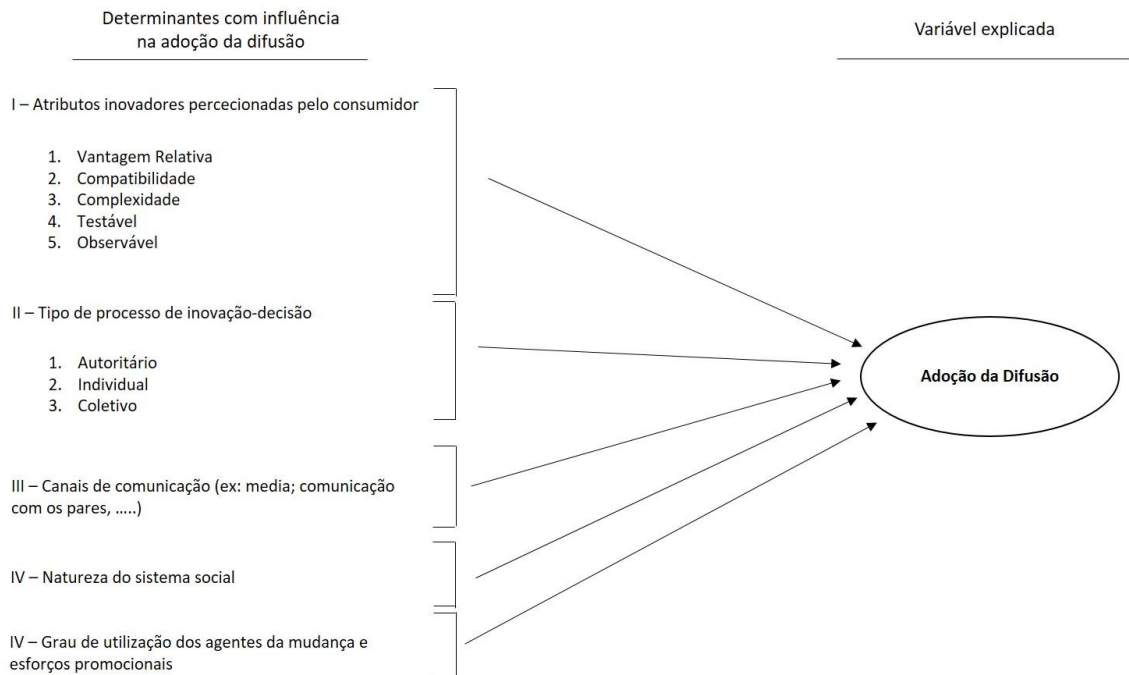 Determinantes com influência
na adoção da difusão
Variável explicada
I – Atributos inovadores percecionadas pelo consumidor
1. Vantagem Relativa
2. Compatibilidade
3. Complexidade
4. Testável
5. Observável
II – Tipo de processo de inovação-decisão
1. Autoritário
2. Individual
3. Coletivo
III – Canais de comunicação (ex: media; comunicação
com os pares, …..)
IV – Natureza do sistema social
IV – Grau de utilização dos agentes da mudança e
esforços promocionais
Adoção da Difusão